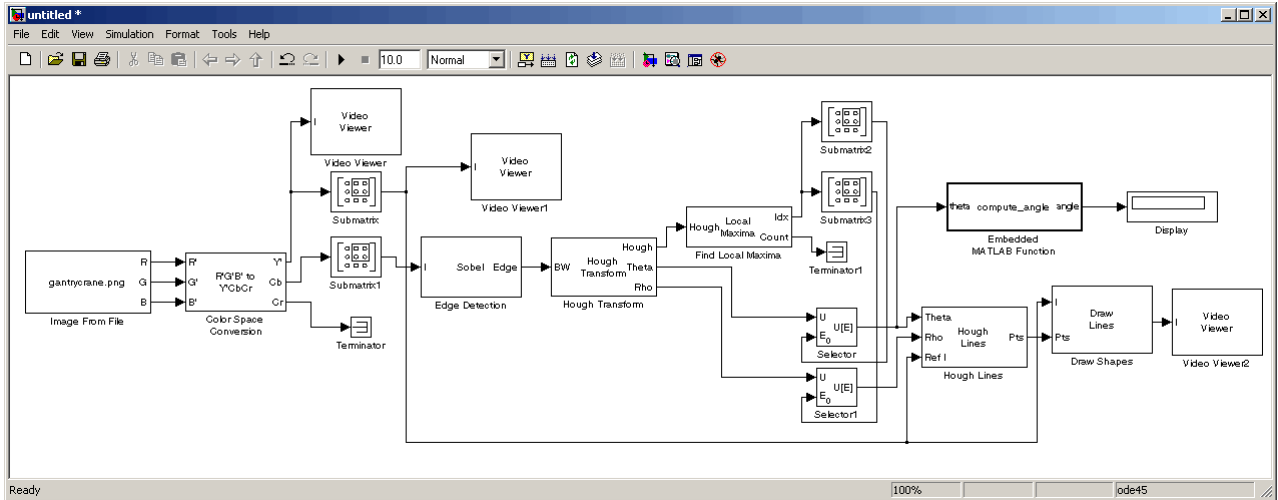 untitled *
File Edit View Simulation Format Tools Help
10.0 Normal
gantrycrane.png R G B
Image From File
R' G' B' R'G'B' to Y'CbCr Y' Cb Cr
Color Space
Conversion
Terminator
I Video Viewer
Video Viewer
Submatrix
Submatrix1
I Video Viewer
Video Viewer1
I Sobel Edge
Edge Detection
BW Hough Transform Hough Theta Rho
Hough Transform
Hough Local Maxima Idx Count
Find Local Maxima
Terminator1
Submatrix2
Submatrix3
U E0 U[E]
Selector
U E0 U[E]
Selector1
theta compute_angle angle
Embedded
MATLAB Function
Display
Theta Rho Ref I Hough Lines Pts
Hough Lines
I Pts Draw Lines
Draw Shapes
I Video Viewer
Video Viewer2
Ready 100% ode45